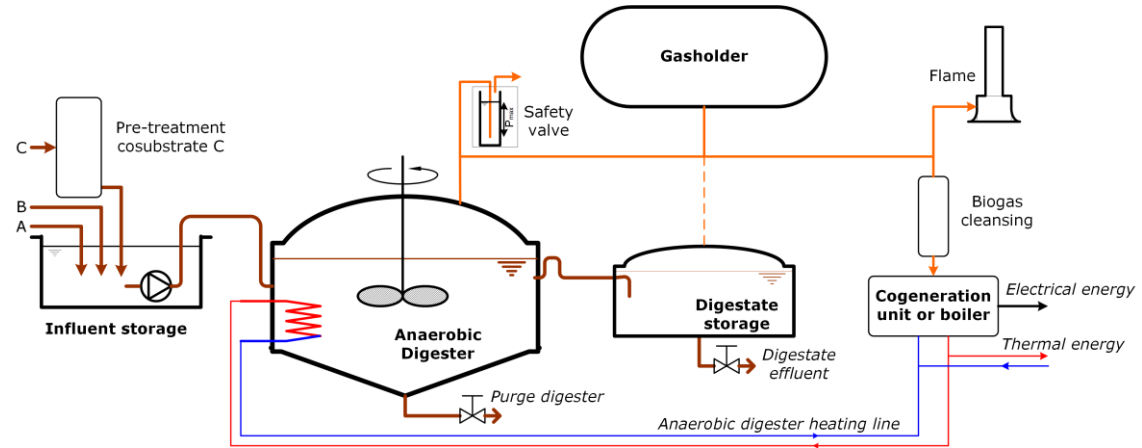 Gasholder
Flame
Safety
valve
Pmax
Pre-treatment
cosubstrate C
C
B
A
Biogas
cleansing
Influent storage
Anaerobic
Digester
Digestate
storage
Cogeneration
unit or boiler
Electrical energy
Thermal energy
Digestate
effluent
Purge digester
Anaerobic digester heating line